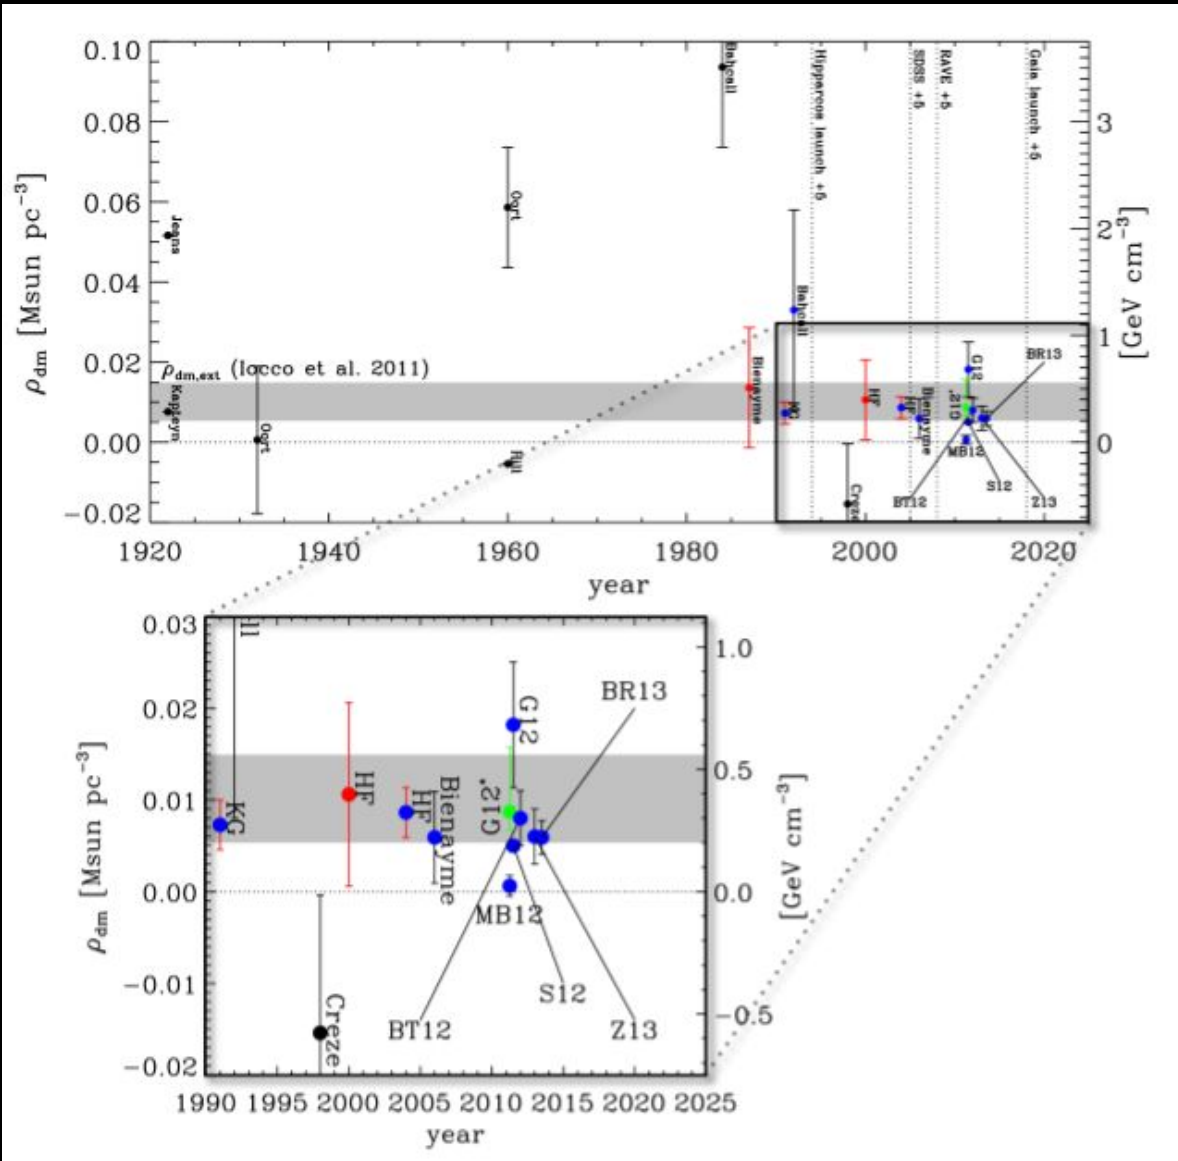 0.10
0.08
0.06
0.04
0.02
0.00
−0.02
ρdm [Msun pc−3]
3
2
1
0
[GeV cm−3]
1920
1940
1960
1980
2000
2020
year
Jeans
Kapteyn
ρdm,ext (Iocco et al. 2011)
Oort
Oort
Hill
Bahcall
Bienayme
Bahcall
KG
Creze
HF
HF
Bienayme
G12
G12*
MB12
BT12
S12
Z13
BR13
Hipparcos launch +5
SDSS +5
RAVE +5
Gaia launch +5
0.03
0.02
0.01
0.00
−0.01
−0.02
ρdm [Msun pc−3]
1.0
0.5
0.0
−0.5
[GeV cm−3]
ll
KG
HF
HF
Bienayme
Creze
G12
G12*
MB12
BR13
BT12
S12
Z13
1990 1995 2000 2005 2010 2015 2020 2025
year